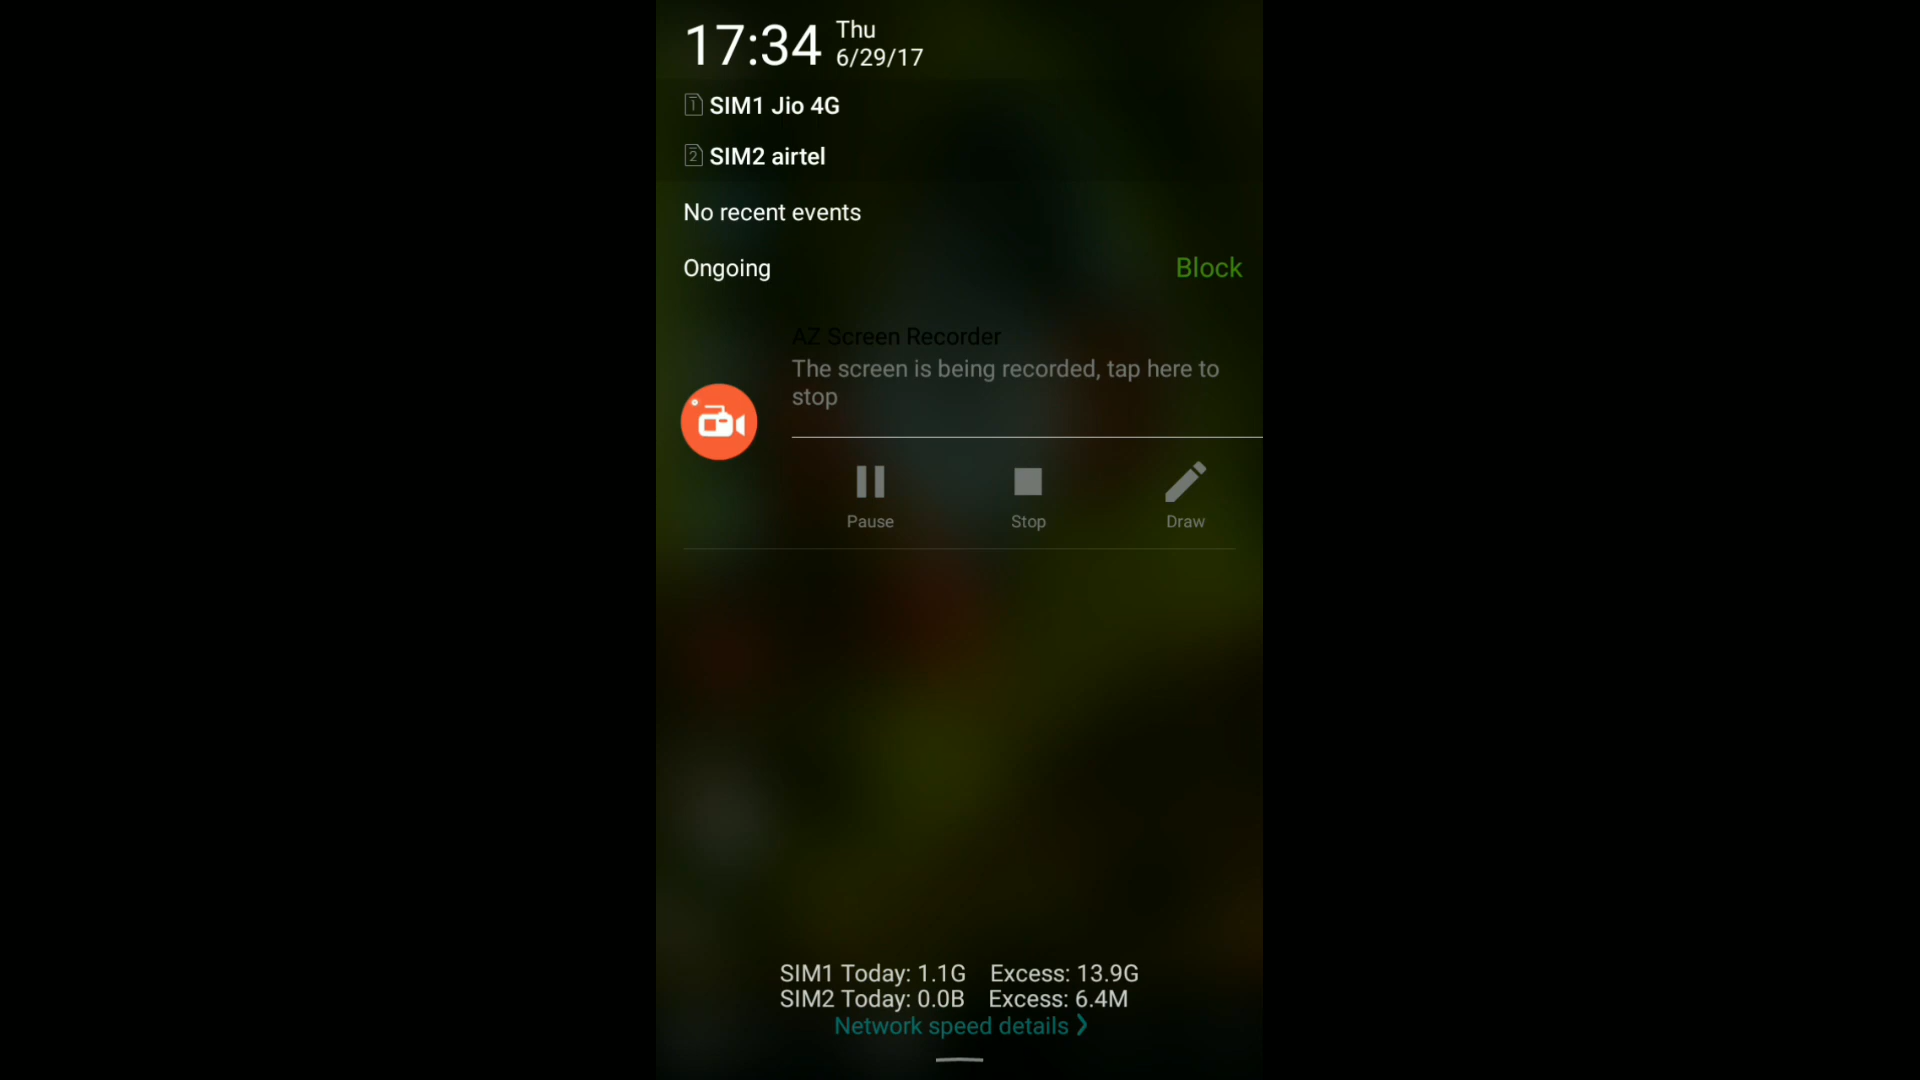 17:34 Thu
6/29/17
1 SIM1 Jio 4G
2 SIM2 airtel
No recent events
Ongoing Block
AZ Screen Recorder
The screen is being recorded, tap here to
stop
Pause Stop Draw
SIM1 Today: 1.1G Excess: 13.9G
SIM2 Today: 0.0B Excess: 6.4M
Network speed details